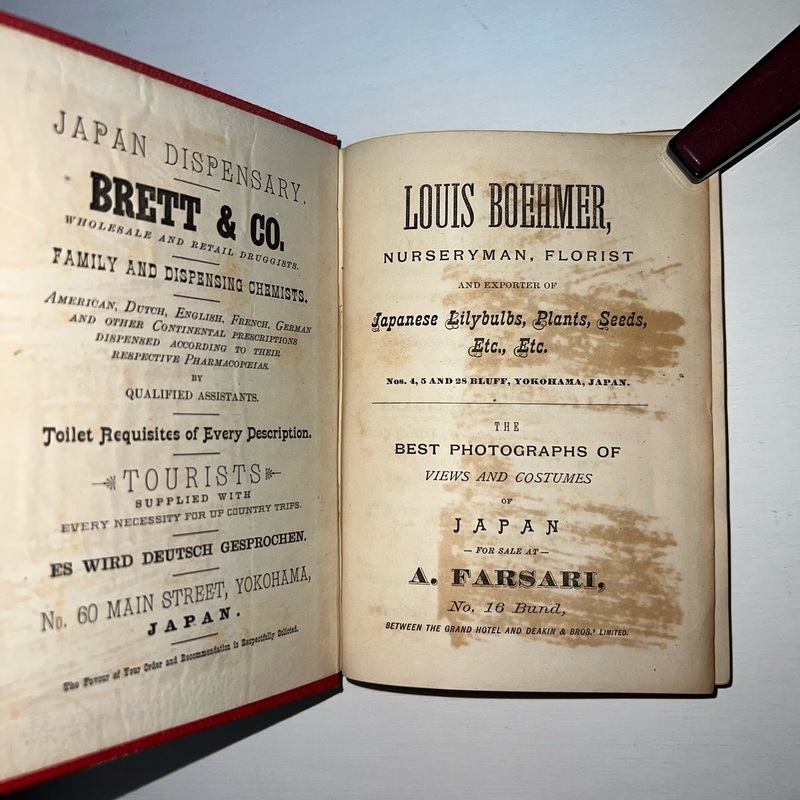 JAPAN DISPENSARY.
BRETT & CO.
WHOLESALE AND RETAIL DRUGGISTS.
FAMILY AND DISPENSING CHEMISTS.
AMERICAN, DUTCH, ENGLISH, FRENCH, GERMAN
AND OTHER CONTINENTAL PRESCRIPTIONS
DISPENSED ACCORDING TO THEIR
RESPECTIVE PHARMACOPŒIAS.
BY
QUALIFIED ASSISTANTS.
Toilet Requisites of Every Description.
TOURISTS
SUPPLIED WITH
EVERY NECESSITY FOR UP COUNTRY TRIPS.
ES WIRD DEUTSCH GESPROCHEN.
No. 60 MAIN STREET, YOKOHAMA,
JAPAN.
The Favour of Your Order and Recommendation is Respectfully Solicited.
LOUIS BOEHMER,
NURSERYMAN, FLORIST
AND EXPORTER OF
Japanese Lilybulbs, Plants, Seeds,
Etc., Etc.
Nos. 4, 5 AND 28 BLUFF, YOKOHAMA, JAPAN.
THE
BEST PHOTOGRAPHS OF
VIEWS AND COSTUMES
OF
JAPAN
— FOR SALE AT —
A. FARSARI,
No. 16 Bund,
BETWEEN THE GRAND HOTEL AND DEAKIN & BROS.' LIMITED.